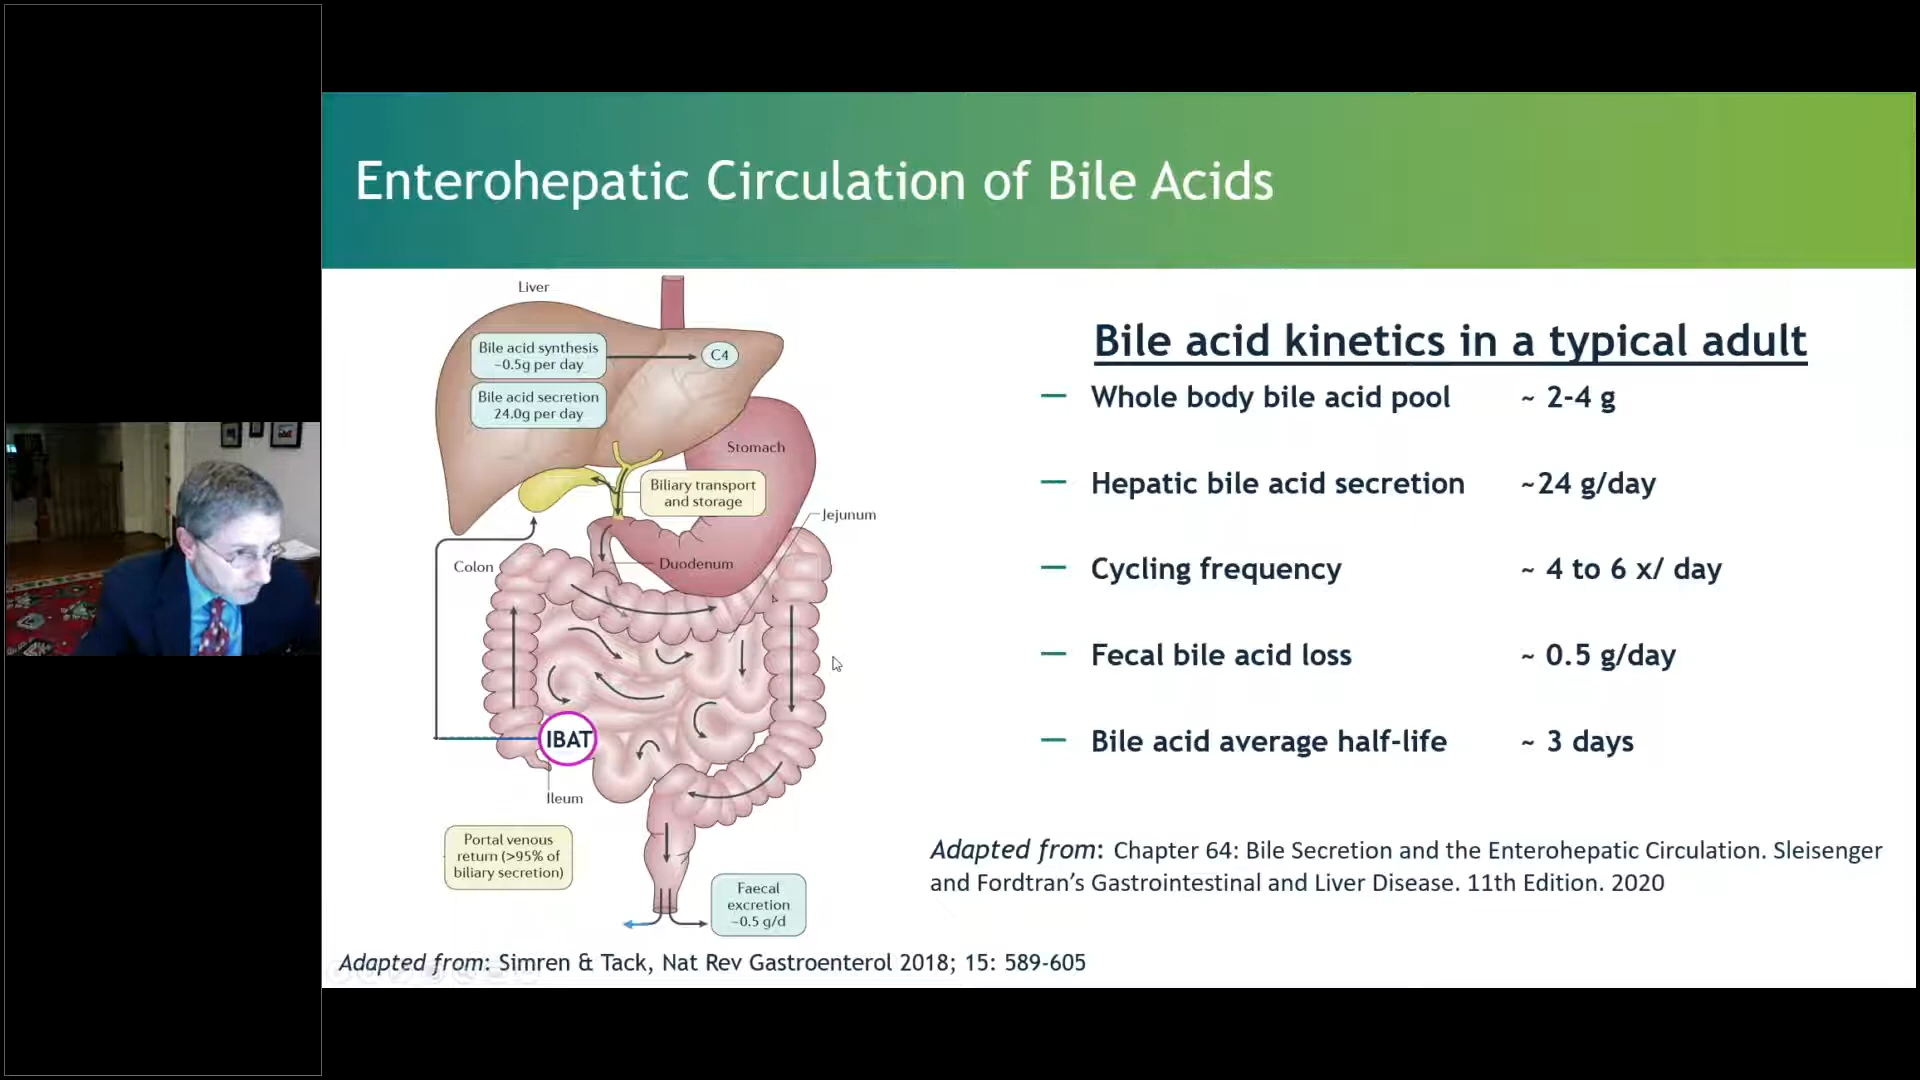 Enterohepatic Circulation of Bile Acids
Liver
Bile acid synthesis
~0.5g per day
C4
Bile acid secretion
24.0g per day
Stomach
Biliary transport
and storage
Jejunum
Colon
Duodenum
IBAT
Ileum
Portal venous
return (>95% of
biliary secretion)
Faecal
excretion
~0.5 g/d
Adapted from: Simren & Tack, Nat Rev Gastroenterol 2018; 15: 589-605
Bile acid kinetics in a typical adult
— Whole body bile acid pool ~ 2-4 g
— Hepatic bile acid secretion ~24 g/day
— Cycling frequency ~ 4 to 6 x/ day
— Fecal bile acid loss ~ 0.5 g/day
— Bile acid average half-life ~ 3 days
Adapted from: Chapter 64: Bile Secretion and the Enterohepatic Circulation. Sleisenger
and Fordtran’s Gastrointestinal and Liver Disease. 11th Edition. 2020